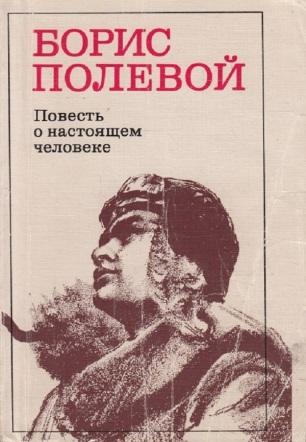 БОРИС
ПОЛЕВОЙ
Повесть
о настоящем
человеке